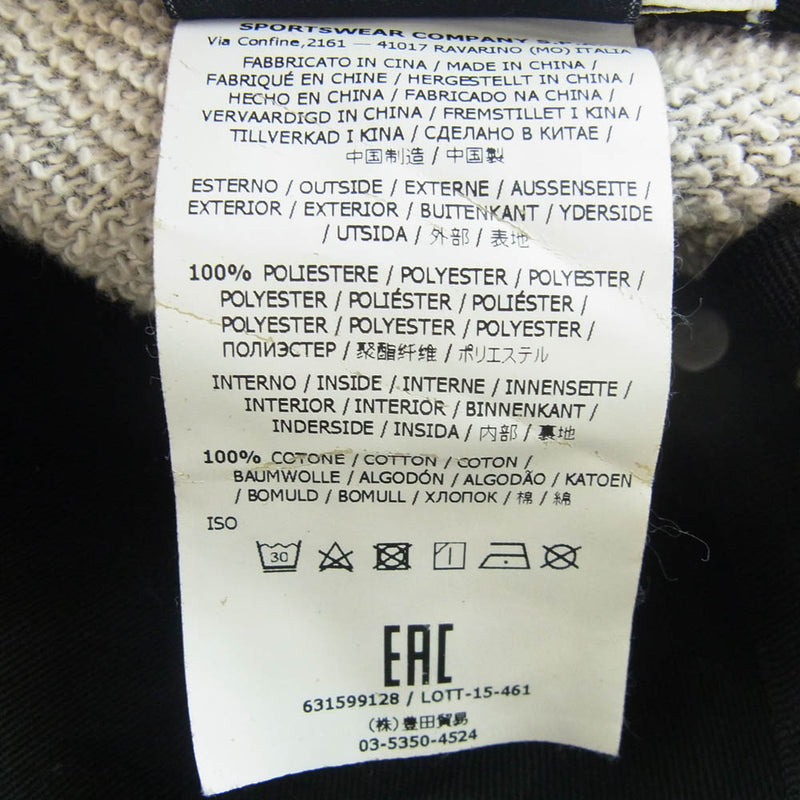 SPORTSWEAR COMPANY S.P.A.
Via Confine,2161 — 41017 RAVARINO (MO) ITALIA
FABBRICATO IN CINA / MADE IN CHINA /
FABRIQUÉ EN CHINE / HERGESTELLT IN CHINA /
HECHO EN CHINA / FABRICADO NA CHINA /
VERVAARDIGD IN CHINA / FREMSTILLET I KINA /
TILLVERKAD I KINA / СДЕЛАНО В КИТАЕ /
中国制造 / 中国製
ESTERNO / OUTSIDE / EXTERNE / AUSSENSEITE /
EXTERIOR / EXTERIOR / BUITENKANT / YDERSIDE
/ UTSIDA / 外部 / 表地
100% POLIESTERE / POLYESTER / POLYESTER /
POLYESTER / POLIÉSTER / POLIÉSTER /
POLYESTER / POLYESTER / POLYESTER /
ПОЛИЭСТЕР / 聚酯纤维 / ポリエステル
INTERNO / INSIDE / INTERNE / INNENSEITE /
INTERIOR / INTERIOR / BINNENKANT /
INDERSIDE / INSIDA / 内部 / 裏地
100% COTONE / COTTON / COTON /
BAUMWOLLE / ALGODÓN / ALGODÃO / KATOEN
/ BOMULD / BOMULL / ХЛОПОК / 棉 / 綿
ISO
30
EAC
631599128 / LOTT-15-461
(株)豊田貿易
03-5350-4524